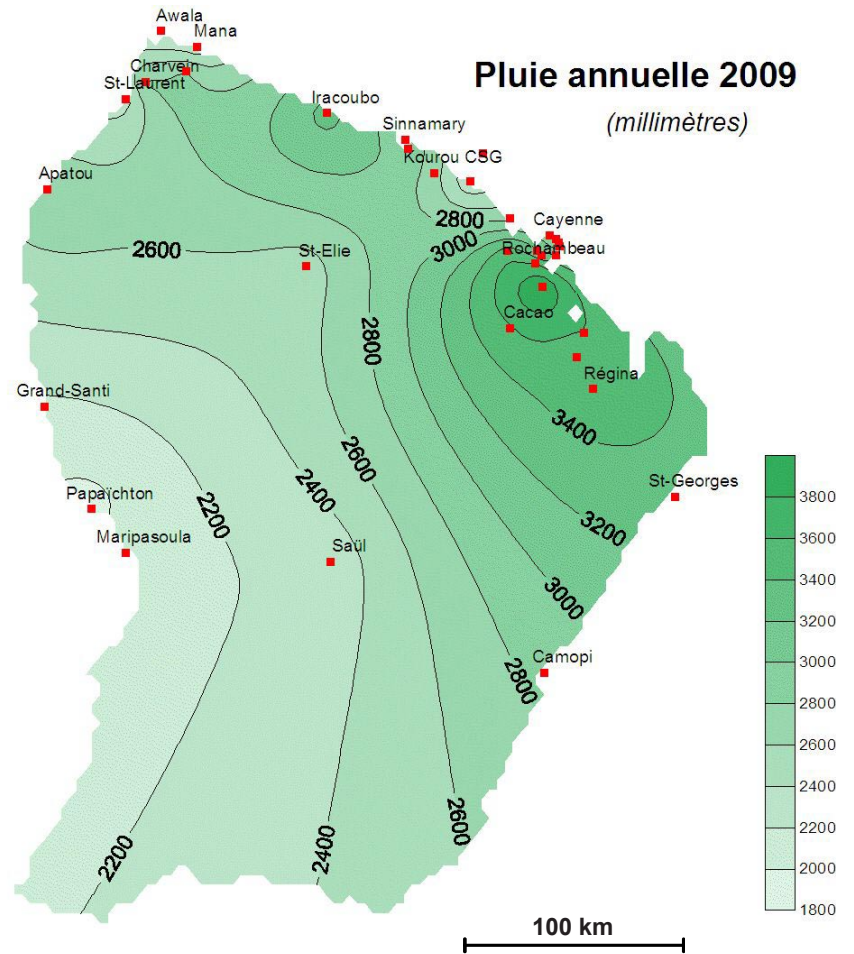 Awala
Mana
Pluie annuelle 2009
(millimètres)
Charvein
St-Laurent
Iracoubo
Sinnamary
Kourou CSG
Apatou
2800
Cayenne
3000
Rochambeau
2600
St-Elie
Cacao
2800
Régina
Grand-Santi
3400
2600
2400
St-Georges
Papaïchton
2200
3200
Maripasoula
Saül
3000
Camopi
2800
2600
2400
2200
3800
3600
3400
3200
3000
2800
2600
2400
2200
2000
1800
100 km